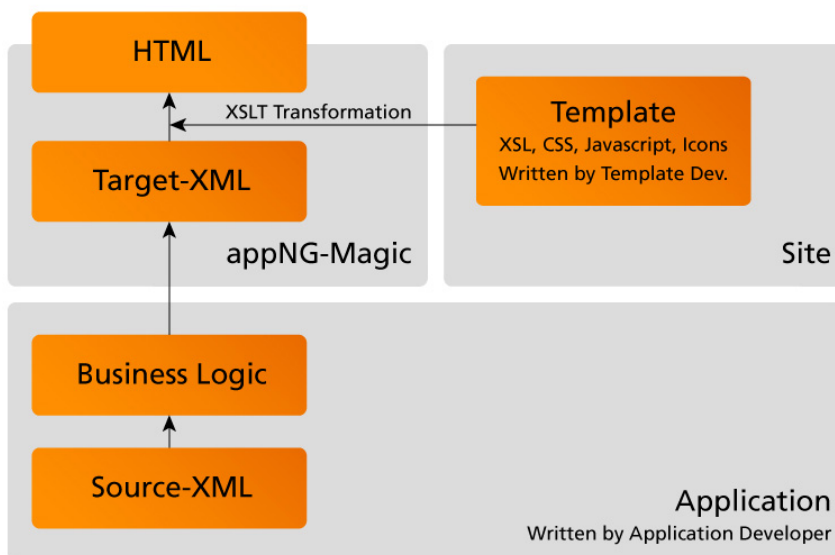 HTML
XSLT Transformation
Template
XSL, CSS, Javascript, Icons
Written by Template Dev.
Target-XML
appNG-Magic
Site
Business Logic
Source-XML
Application
Written by Application Developer